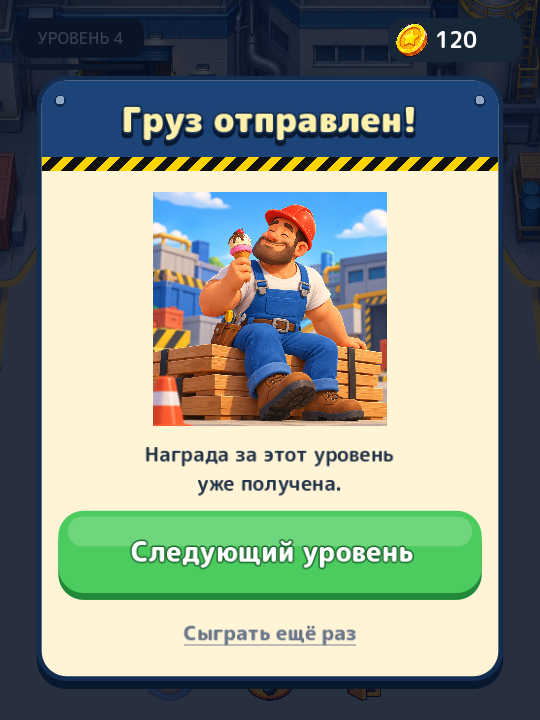 УРОВЕНЬ 4
120
Груз отправлен!
Награда за этот уровень
уже получена.
Следующий уровень
Сыграть ещё раз